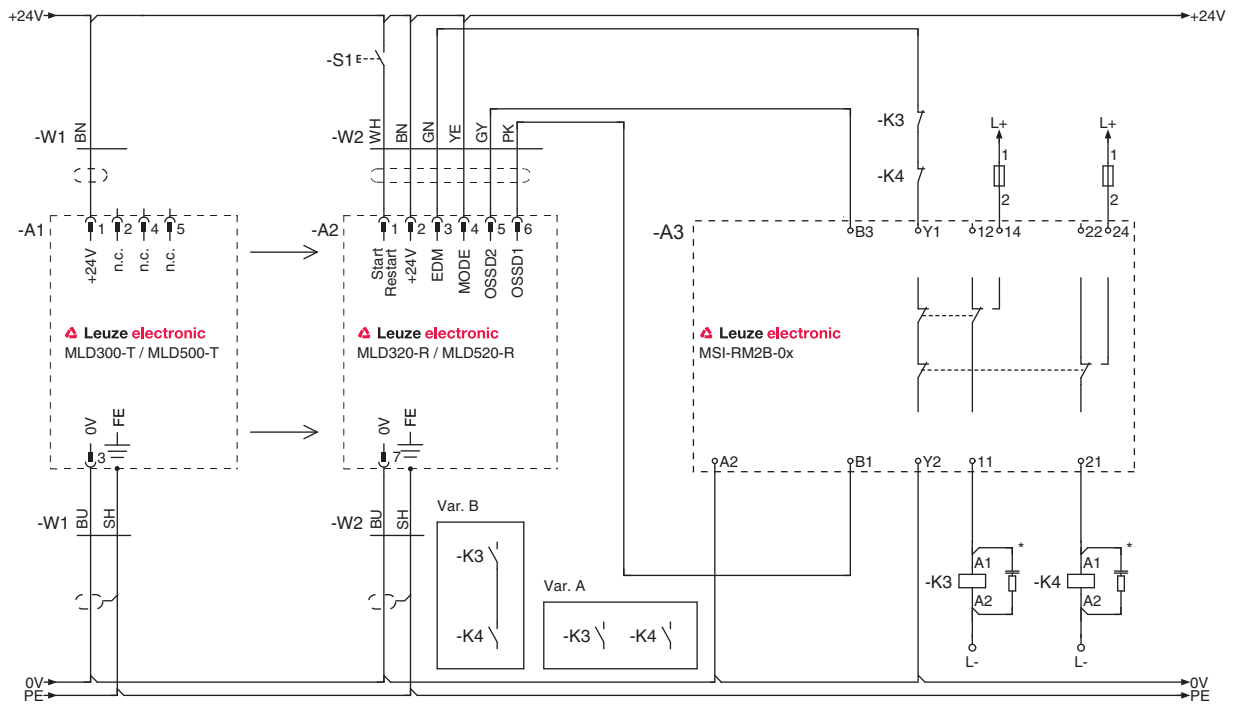 +24V +24V
-S1
-W1 BN
-W2 WH BN GN YE GY PK
-K3
-K4
L+ L+
1 1
2 2
-A1 1 2 4 5
+24V n.c. n.c. n.c.
Leuze electronic
MLD300-T / MLD500-T
0V FE
3
-W1 BU SH
-A2 1 2 3 4 5 6
Start Restart +24V EDM MODE OSSD2 OSSD1
Leuze electronic
MLD320-R / MLD520-R
0V FE
7
-W2 BU SH
-A3 B3 Y1 12 14 22 24
Leuze electronic
MSI-RM2B-0x
A2 B1 Y2 11 21
Var. B
-K3
-K4
Var. A
-K3 -K4
* *
-K3 A1 A2
-K4 A1 A2
L- L-
0V 0V
PE PE